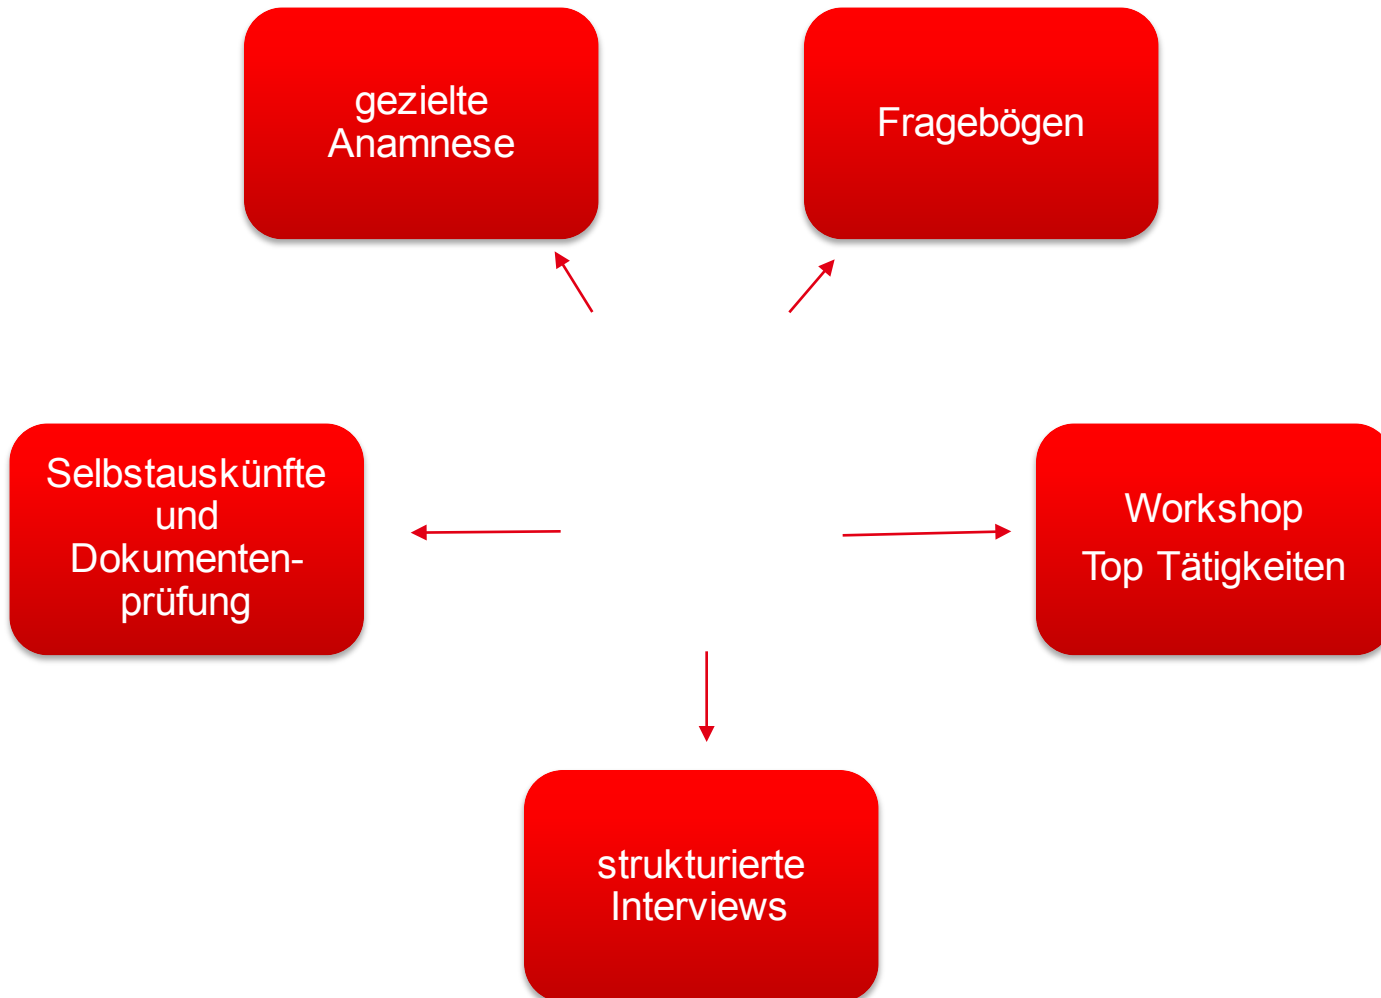 gezielte
Anamnese
Fragebögen
Selbstauskünfte
und
Dokumenten-
prüfung
Workshop
Top Tätigkeiten
strukturierte
Interviews